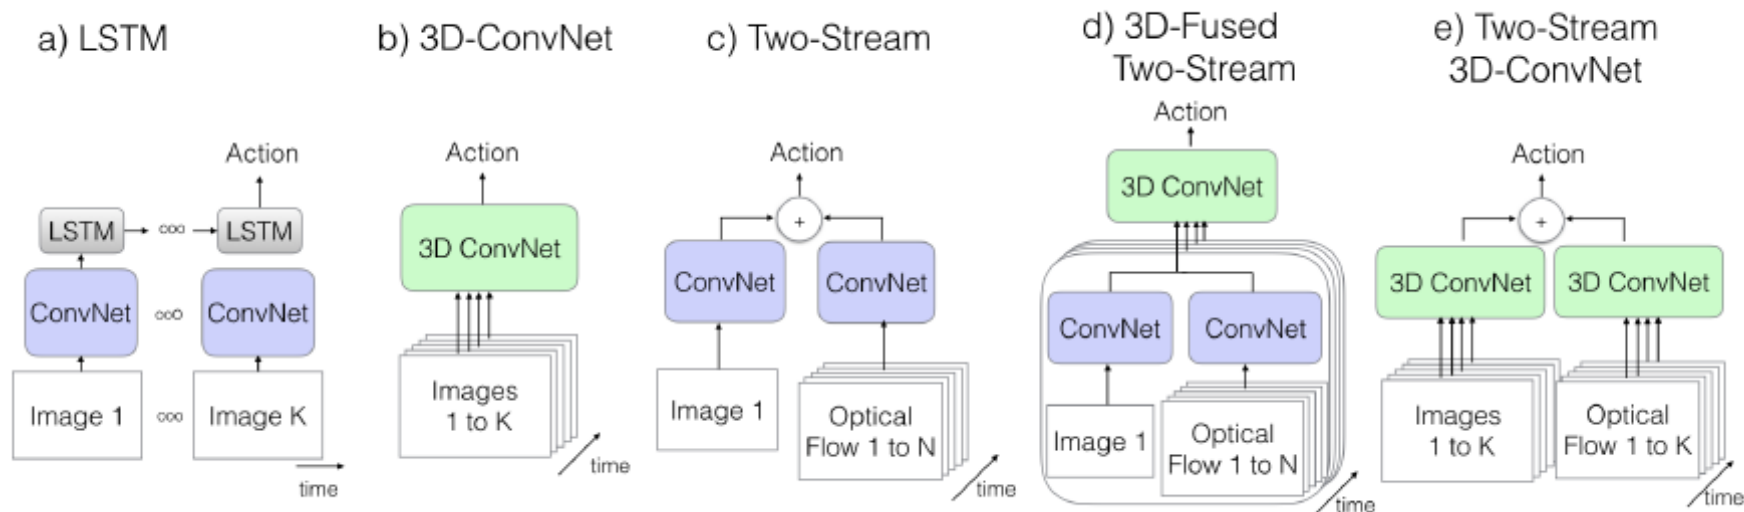 a) LSTM
Action
LSTM
∞o
LSTM
ConvNet
∞o
ConvNet
Image 1
∞o
Image K
time
b) 3D-ConvNet
Action
3D ConvNet
Images
1 to K
time
c) Two-Stream
Action
+
ConvNet
ConvNet
Image 1
Optical
Flow 1 to N
time
d) 3D-Fused
Two-Stream
Action
3D ConvNet
ConvNet
ConvNet
Image 1
Optical
Flow 1 to N
time
e) Two-Stream
3D-ConvNet
Action
+
3D ConvNet
3D ConvNet
Images
1 to K
Optical
Flow 1 to K
time